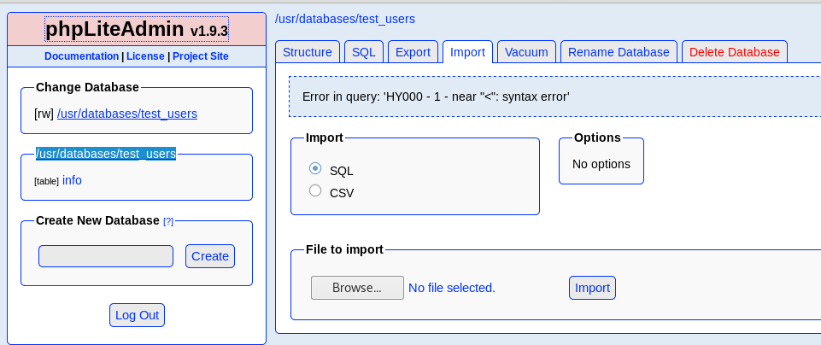 phpLiteAdmin v1.9.3
Documentation | License | Project Site
Change Database
[rw] /usr/databases/test_users
/usr/databases/test_users
[table] info
Create New Database [?]
Create
Log Out
/usr/databases/test_users
Structure SQL Export Import Vacuum Rename Database Delete Database
Error in query: 'HY000 - 1 - near "<": syntax error'
Import
SQL
CSV
Options
No options
File to import
Browse... No file selected. Import